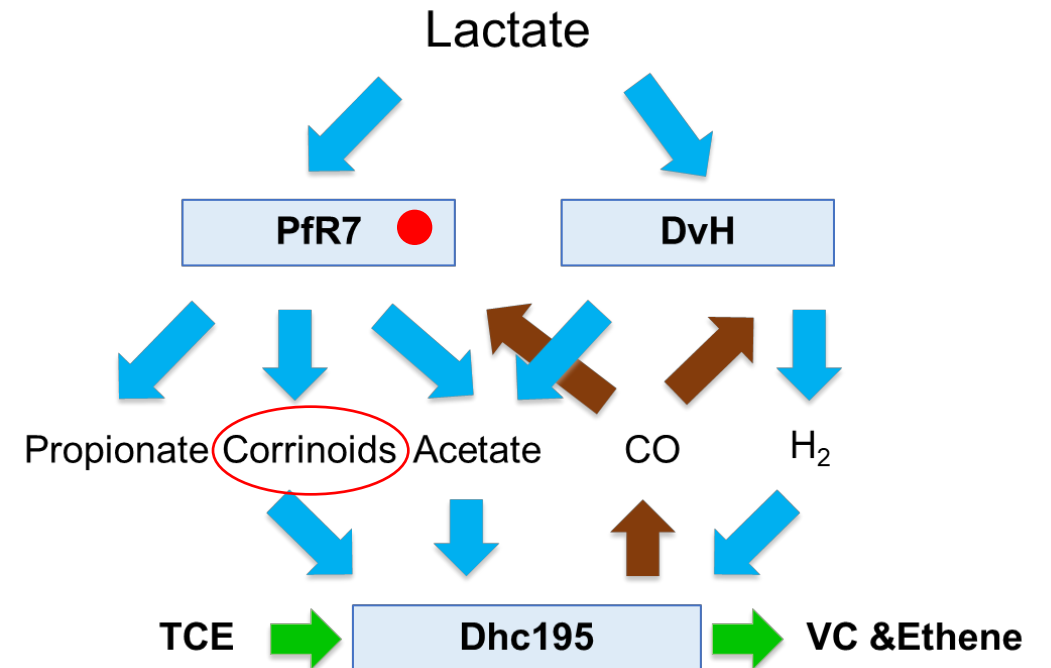 Lactate
PfR7
DvH
Propionate Corrinoids Acetate CO H₂
TCE Dhc195 VC &Ethene